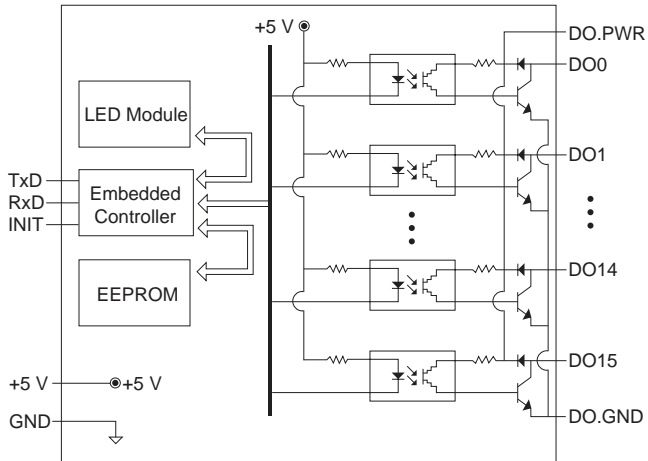 +5 V
DO.PWR
DO0
LED Module
DO1
TxD
RxD
INIT
Embedded
Controller
DO14
EEPROM
DO15
+5 V
+5 V
GND
DO.GND